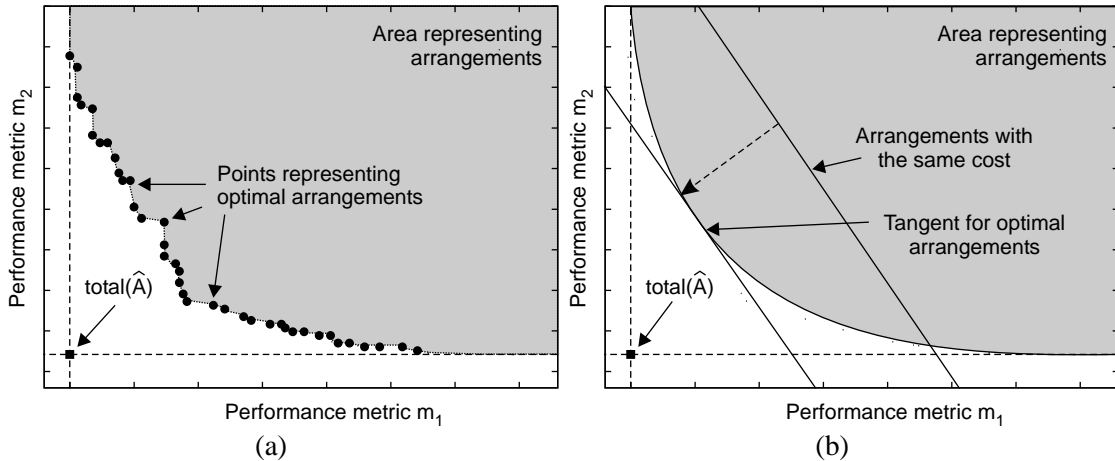 Area representing
arrangements
Performance metric m₂
Points representing
optimal arrangements
total(Â)
Performance metric m₁
(a)
Area representing
arrangements
Performance metric m₂
Arrangements with
the same cost
Tangent for optimal
arrangements
total(Â)
Performance metric m₁
(b)